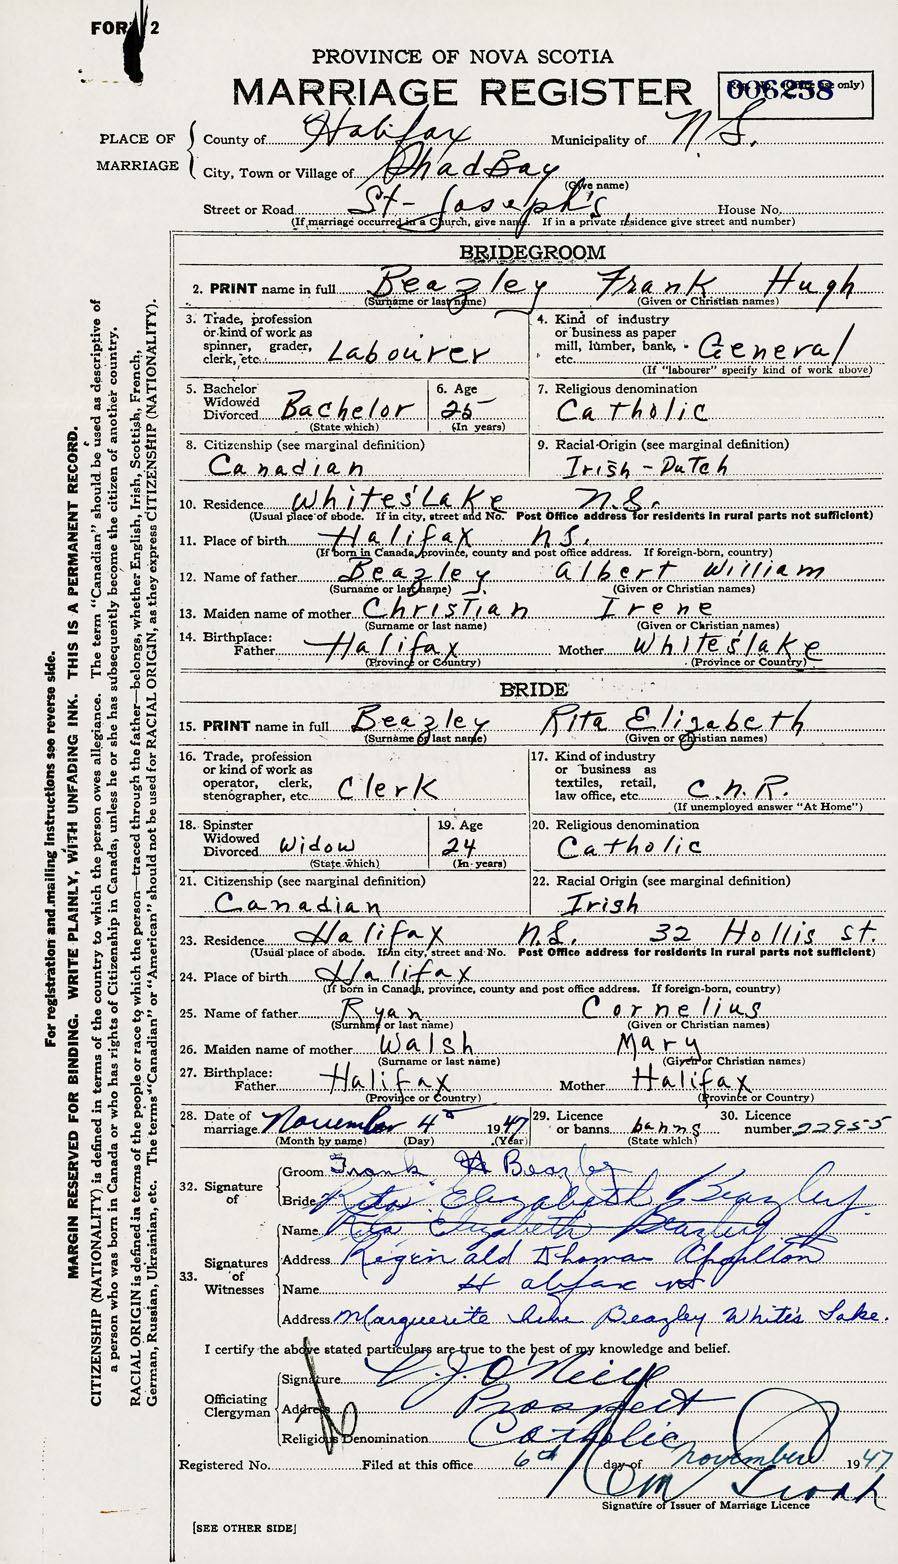 FORM 2
PROVINCE OF NOVA SCOTIA
MARRIAGE REGISTER
006258
only)
PLACE OF MARRIAGE
County of Halifax Municipality of N.S.
City, Town or Village of Shad Bay
(Give name)
Street or Road St-Joseph's House No.
(If marriage occurred in a Church, give name. If in a private residence give street and number)
BRIDEGROOM
2. PRINT name in full Beazley Frank Hugh
(Surname or last name) (Given or Christian names)
3. Trade, profession or kind of work as spinner, grader, clerk, etc. Labourer
4. Kind of industry or business as paper mill, lumber, bank, etc. General
(If "labourer" specify kind of work above)
5. Bachelor Widowed Divorced Bachelor
(State which)
6. Age 25
(In years)
7. Religious denomination
Catholic
8. Citizenship (see marginal definition)
Canadian
9. Racial Origin (see marginal definition)
Irish-Dutch
10. Residence Whites Lake N.S.
(Usual place of abode. If in city, street and No. Post Office address for residents in rural parts not sufficient)
11. Place of birth Halifax N.S.
(If born in Canada, province, county and post office address. If foreign-born, country)
12. Name of father Beazley Albert William
(Surname or last name) (Given or Christian names)
13. Maiden name of mother Christian Irene
(Surname or last name) (Given or Christian names)
14. Birthplace:
Father Halifax Mother Whiteslake
(Province or Country) (Province or Country)
BRIDE
15. PRINT name in full Beazley Rita Elizabeth
(Surname or last name) (Given or Christian names)
16. Trade, profession or kind of work as operator, clerk, stenographer, etc. Clerk
17. Kind of industry or business as textiles, retail, law office, etc. C.N.R.
(If unemployed answer "At Home")
18. Spinster Widowed Divorced Widow
(State which)
19. Age 24
(In years)
20. Religious denomination
Catholic
21. Citizenship (see marginal definition)
Canadian
22. Racial Origin (see marginal definition)
Irish
23. Residence Halifax N.S. 32 Hollis St.
(Usual place of abode. If in city, street and No. Post Office address for residents in rural parts not sufficient)
24. Place of birth Halifax
(If born in Canada, province, county and post office address. If foreign-born, country)
25. Name of father Ryan Cornelius
(Surname or last name) (Given or Christian names)
26. Maiden name of mother Walsh Mary
(Surname or last name) (Given or Christian names)
27. Birthplace:
Father Halifax Mother Halifax
(Province or Country) (Province or Country)
28. Date of marriage November 4 1947
(Month by name) (Day) (Year)
29. Licence or banns banns
(State which)
30. Licence number 22955
32. Signature of
Groom Frank H Beazley
Bride Rita Elizabeth Beazley.
33. Signatures of Witnesses
Name Rita Elizabeth Beazley
Address Reginald Thomas
Name Halifax NS
Address Marguerite Beazley White's Lake.
I certify the above stated particulars are true to the best of my knowledge and belief.
Officiating Clergyman
Signature J. O'Neill
Address Prospect
Religious Denomination Catholic
Registered No. Filed at this office 6th day of November 1947
Signature of Issuer of Marriage Licence
[SEE OTHER SIDE]
For registration and mailing instructions see reverse side.
MARGIN RESERVED FOR BINDING. WRITE PLAINLY, WITH UNFADING INK. THIS IS A PERMANENT RECORD.
CITIZENSHIP (NATIONALITY) is defined in terms of the country to which the person owes allegiance. The term "Canadian" should be used as descriptive of
a person who was born in Canada or who has rights of Citizenship in Canada, unless he or she has subsequently become the citizen of another country.
RACIAL ORIGIN is defined in terms of the people or race to which the person—traced through the father—belongs, whether English, Irish, Scottish, French,
German, Russian, Ukrainian, etc. The terms "Canadian" or "American" should not be used for RACIAL ORIGIN, as they express CITIZENSHIP (NATIONALITY).